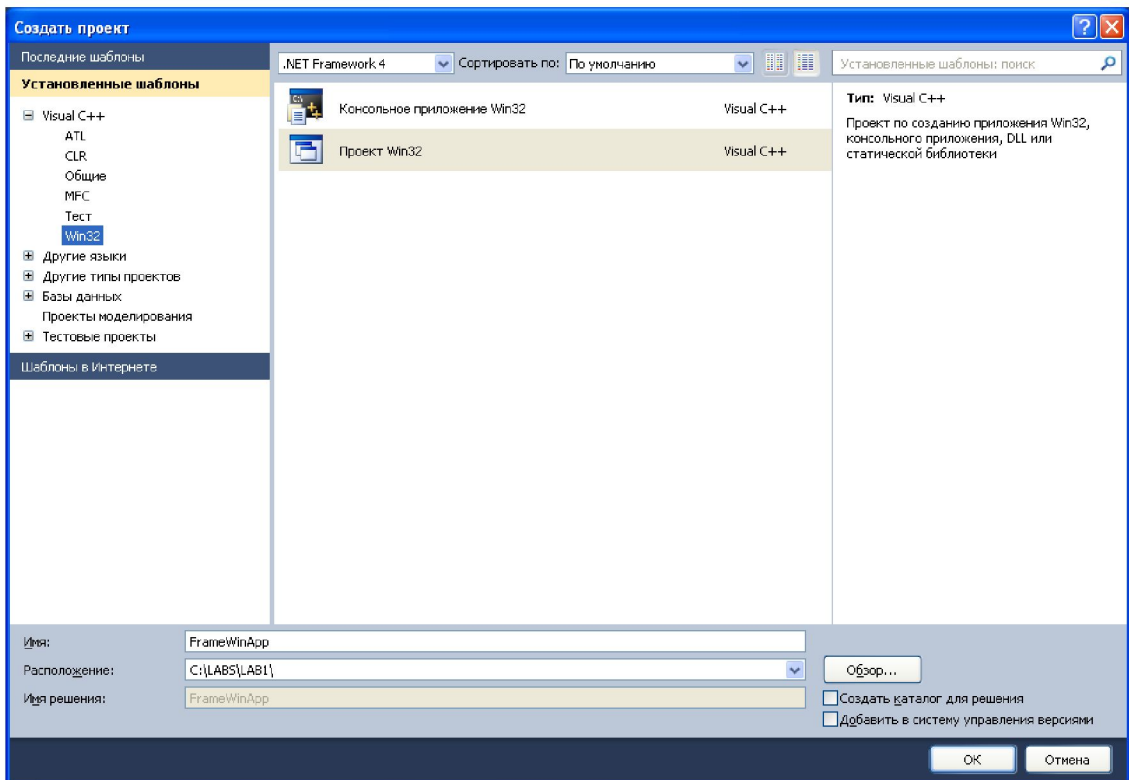 Создать проект
Последние шаблоны
Установленные шаблоны
Visual C++
ATL
CLR
Общие
MFC
Тест
Win32
Другие языки
Другие типы проектов
Базы данных
Проекты моделирования
Тестовые проекты
Шаблоны в Интернете
.NET Framework 4 Сортировать по: По умолчанию
Консольное приложение Win32 Visual C++
Проект Win32 Visual C++
Установленные шаблоны: поиск
Тип: Visual C++
Проект по созданию приложения Win32,
консольного приложения, DLL или
статической библиотеки
Имя: FrameWinApp
Расположение: C:\LABS\LAB1\ Обзор...
Имя решения: FrameWinApp
Создать каталог для решения
Добавить в систему управления версиями
ОК Отмена